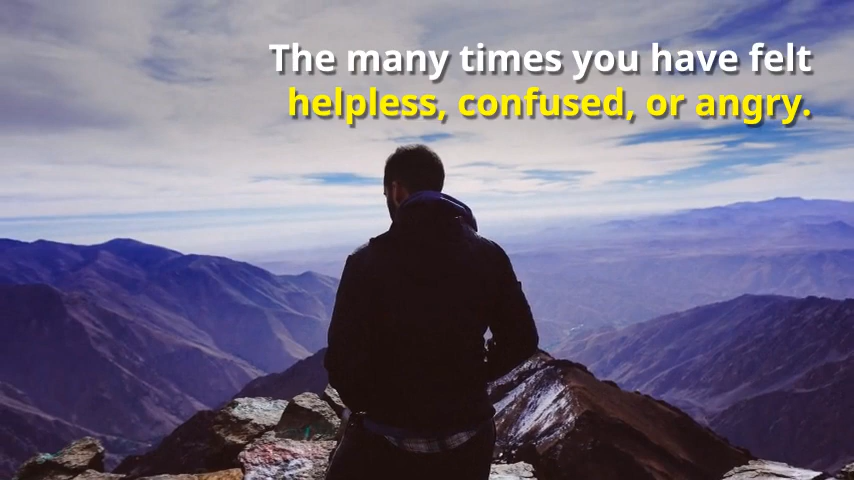 The many times you have felt
helpless, confused, or angry.